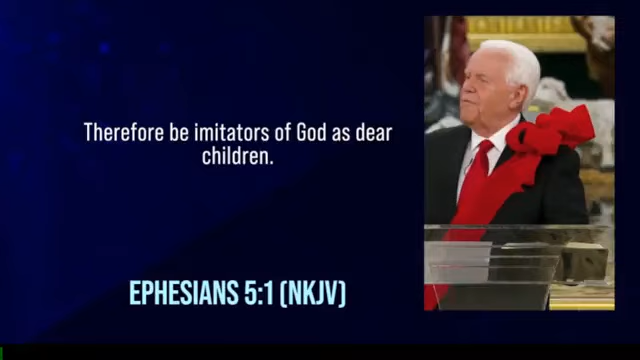 Therefore be imitators of God as dear
children.
EPHESIANS 5:1 (NKJV)